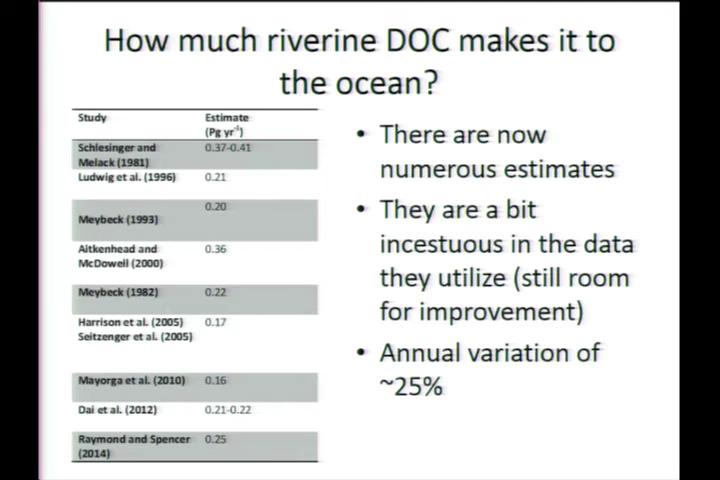 How much riverine DOC makes it to
the ocean?
Study Estimate
(Pg yr⁻¹)
Schlesinger and 0.37-0.41
Melack (1981)
Ludwig et al. (1996) 0.21
0.20
Meybeck (1993)
Aitkenhead and 0.36
McDowell (2000)
Meybeck (1982) 0.22
Harrison et al. (2005) 0.17
Seitzenger et al. (2005)
Mayorga et al. (2010) 0.16
Dai et al. (2012) 0.21-0.22
Raymond and Spencer 0.25
(2014)
• There are now
numerous estimates
• They are a bit
incestuous in the data
they utilize (still room
for improvement)
• Annual variation of
~25%